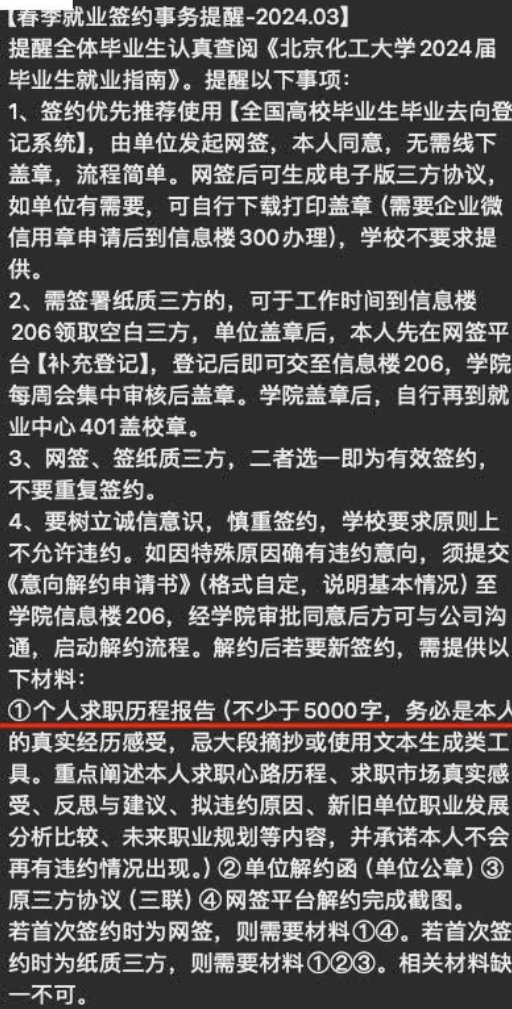 【春季就业签约事务提醒-2024.03】
提醒全体毕业生认真查阅《北京化工大学2024届
毕业生就业指南》。提醒以下事项：
1、签约优先推荐使用【全国高校毕业生毕业去向登
记系统】，由单位发起网签，本人同意，无需线下
盖章，流程简单。网签后可生成电子版三方协议，
如单位有需要，可自行下载打印盖章（需要企业微
信用章申请后到信息楼300办理），学校不要求提
供。
2、需签署纸质三方的，可于工作时间到信息楼
206领取空白三方，单位盖章后，本人先在网签平
台【补充登记】，登记后即可交至信息楼206，学院
每周会集中审核后盖章。学院盖章后，自行再到就
业中心401盖校章。
3、网签、签纸质三方，二者选一即为有效签约，
不要重复签约。
4、要树立诚信意识，慎重签约，学校要求原则上
不允许违约。如因特殊原因确有违约意向，须提交
《意向解约申请书》（格式自定，说明基本情况）至
学院信息楼206，经学院审批同意后方可与公司沟
通，启动解约流程。解约后若要新签约，需提供以
下材料：
①个人求职历程报告（不少于5000字，务必是本人
的真实经历感受，忌大段摘抄或使用文本生成类工
具。重点阐述本人求职心路历程、求职市场真实感
受、反思与建议、拟违约原因、新旧单位职业发展
分析比较、未来职业规划等内容，并承诺本人不会
再有违约情况出现。）②单位解约函（单位公章）③
原三方协议（三联）④网签平台解约完成截图。
若首次签约时为网签，则需要材料①④。若首次签
约时为纸质三方，则需要材料①②③。相关材料缺
一不可。